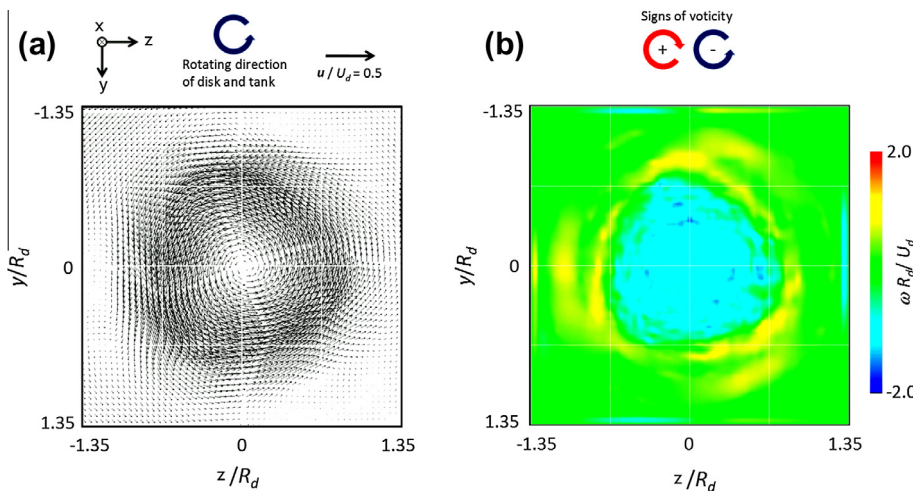 (a)
x
z
y
Rotating direction
of disk and tank
u / U_d = 0.5
-1.35
0
1.35
y/R_d
-1.35
0
1.35
z/R_d
(b)
Signs of voticity
+
-
-1.35
0
1.35
y/R_d
-1.35
0
1.35
z/R_d
2.0
ω R_d / U_d
-2.0